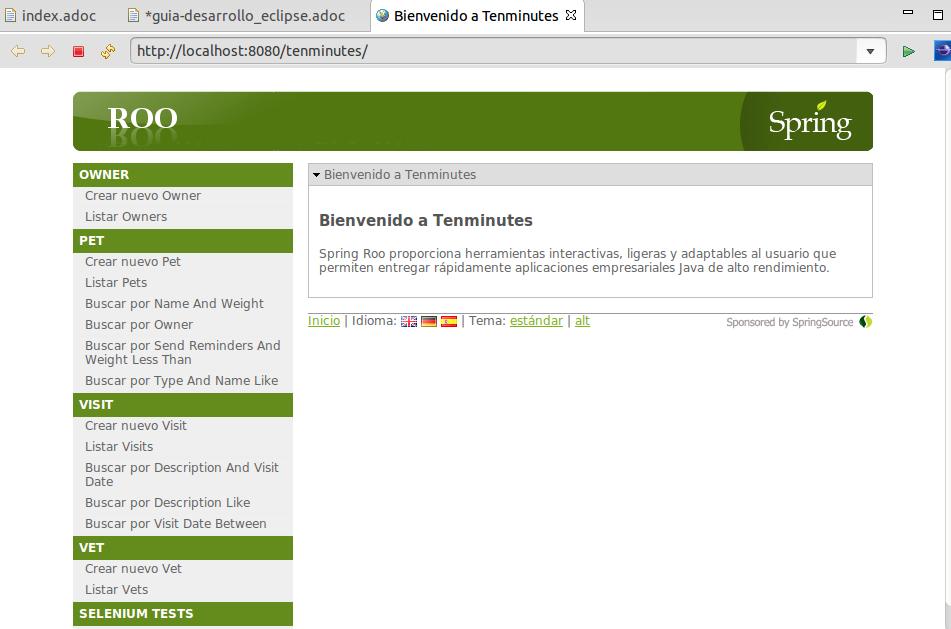 index.adoc
*guia-desarrollo_eclipse.adoc
Bienvenido a Tenminutes
http://localhost:8080/tenminutes/
ROO
Spring
OWNER
Crear nuevo Owner
Listar Owners
PET
Crear nuevo Pet
Listar Pets
Buscar por Name And Weight
Buscar por Owner
Buscar por Send Reminders And
Weight Less Than
Buscar por Type And Name Like
VISIT
Crear nuevo Visit
Listar Visits
Buscar por Description And Visit
Date
Buscar por Description Like
Buscar por Visit Date Between
VET
Crear nuevo Vet
Listar Vets
SELENIUM TESTS
Bienvenido a Tenminutes
Bienvenido a Tenminutes
Spring Roo proporciona herramientas interactivas, ligeras y adaptables al usuario que
permiten entregar rápidamente aplicaciones empresariales Java de alto rendimiento.
Inicio | Idioma: | Tema: estándar | alt
Sponsored by SpringSource